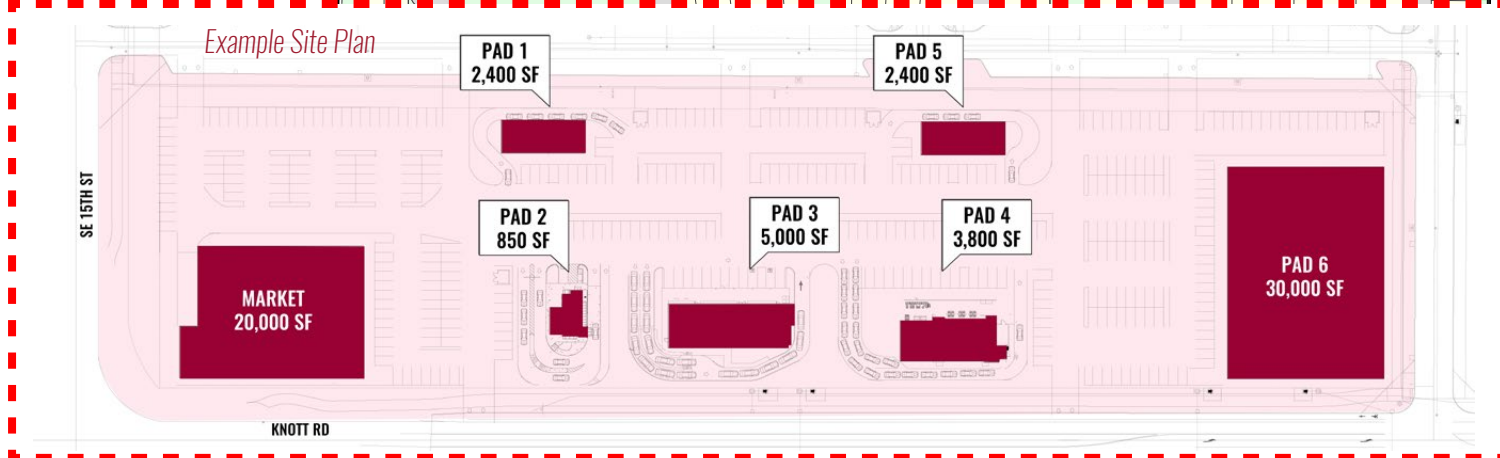 Example Site Plan
PAD 1
2,400 SF
PAD 5
2,400 SF
SE 15TH ST
PAD 2
850 SF
PAD 3
5,000 SF
PAD 4
3,800 SF
MARKET
20,000 SF
PAD 6
30,000 SF
KNOTT RD